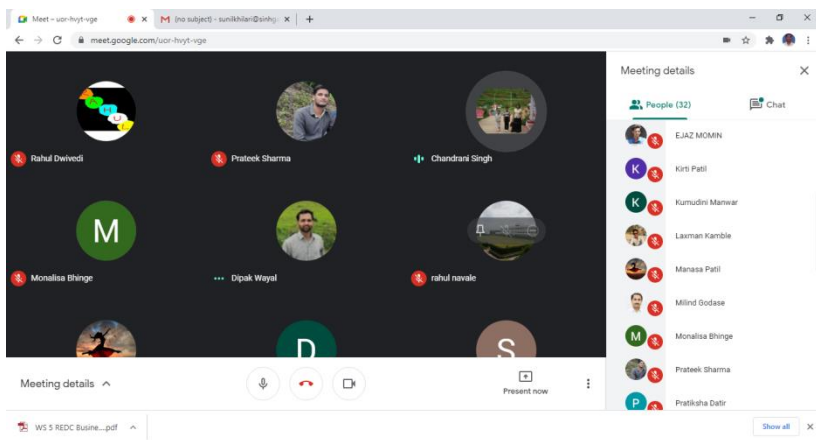 Meet - uor-hvyt-vge
(no subject) - sunilkhilari@sinhg
meet.google.com/uor-hvyt-vge
Rahul Dwivedi
Prateek Sharma
Chandrani Singh
M
Monalisa Bhinge
Dipak Wayal
rahul navale
D
S
Meeting details
People (32)
Chat
EJAZ MOMIN
K
Kirti Patil
K
Kumudini Manwar
Laxman Kamble
Manasa Patil
Milind Godase
M
Monalisa Bhinge
Prateek Sharma
P
Pratiksha Datir
Meeting details
Present now
WS 5 REDC Busine....pdf
Show all